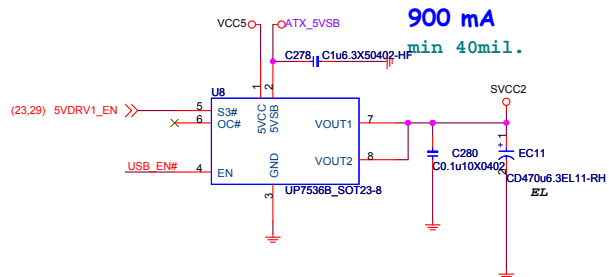 900 mA
min 40mil.
VCC5
ATX_5VSB
C278
C1u6.3X50402-HF
U8
1
2
SVCC2
(23,29) 5VDRV1_EN
5
S3#
5VCC
5VSB
VOUT1
7
6
OC#
1
+
VOUT2
8
C280
EC11
USB_EN#
4
EN
GND
C0.1u10X0402
CD470u6.3EL11-RH
2
EL
UP7536B_SOT23-8
3